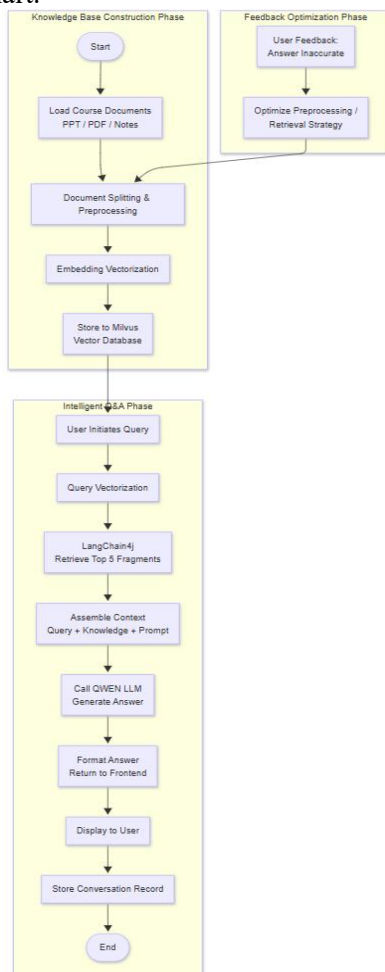 hart.
Knowledge Base Construction Phase
Start
Load Course Documents
PPT / PDF / Notes
Document Splitting &
Preprocessing
Embedding Vectorization
Store to Milvus
Vector Database
Feedback Optimization Phase
User Feedback:
Answer Inaccurate
Optimize Preprocessing /
Retrieval Strategy
Intelligent Q&A Phase
User Initiates Query
Query Vectorization
LangChain4j
Retrieve Top 5 Fragments
Assemble Context
Query + Knowledge + Prompt
Call QWEN LLM
Generate Answer
Format Answer
Return to Frontend
Display to User
Store Conversation Record
End